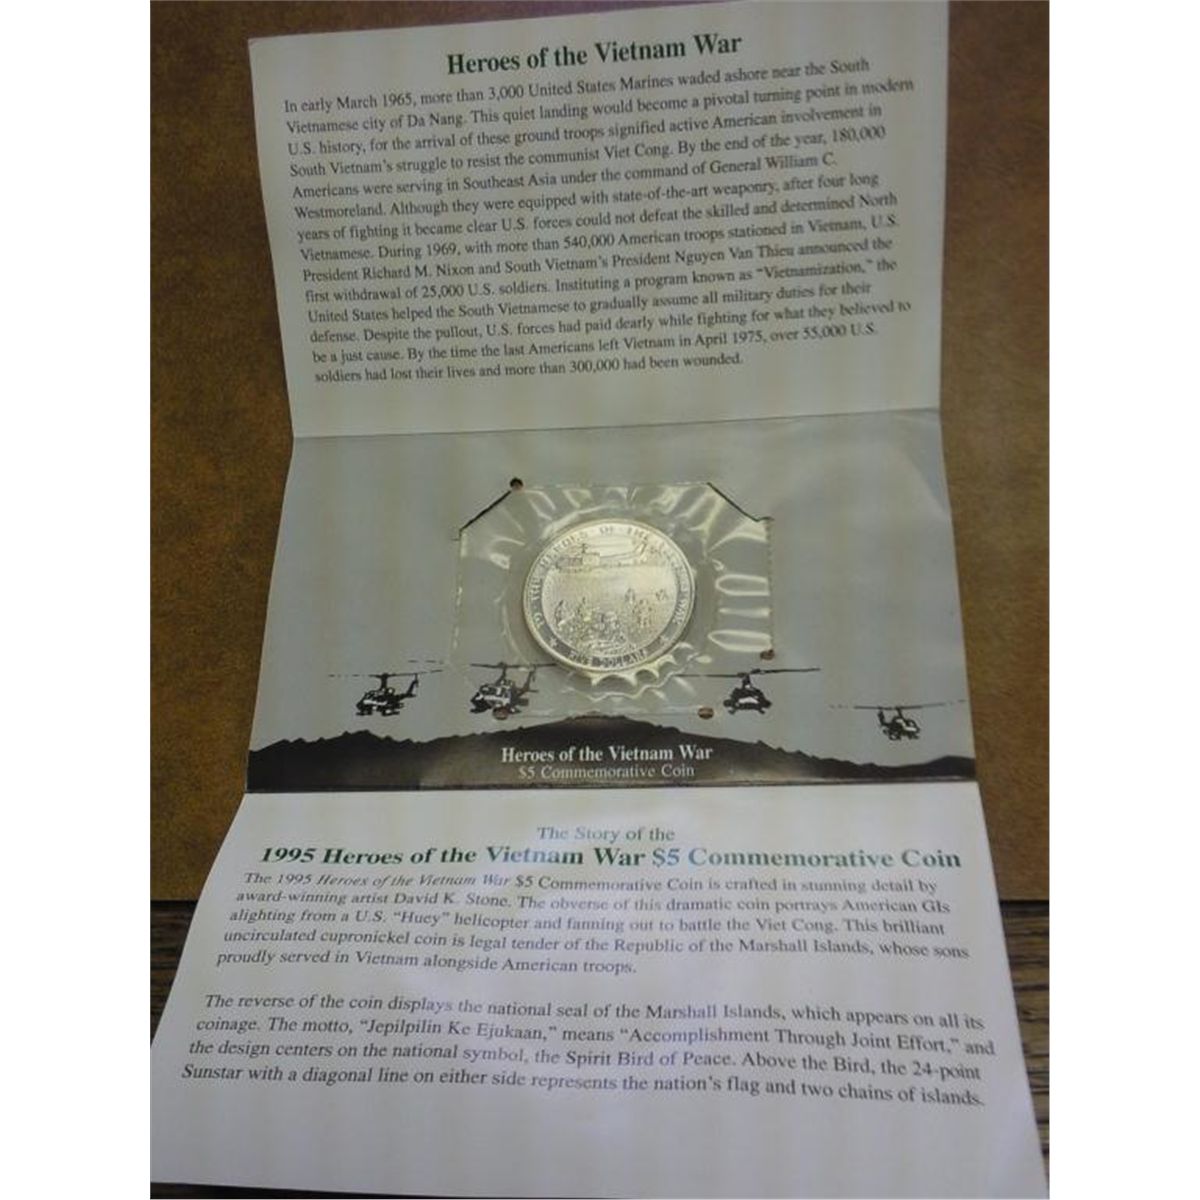 Heroes of the Vietnam War
In early March 1965, more than 3,000 United States Marines waded ashore near the South
Vietnamese city of Da Nang. This quiet landing would become a pivotal turning point in modern
U.S. history, for the arrival of these ground troops signified active American involvement in
South Vietnam's struggle to resist the communist Viet Cong. By the end of the year, 180,000
Americans were serving in Southeast Asia under the command of General William C.
Westmoreland. Although they were equipped with state-of-the-art weaponry, after four long
years of fighting it became clear U.S. forces could not defeat the skilled and determined North
Vietnamese. During 1969, with more than 540,000 American troops stationed in Vietnam, U.S.
President Richard M. Nixon and South Vietnam's President Nguyen Van Thieu announced the
first withdrawal of 25,000 U.S. soldiers. Instituting a program known as "Vietnamization," the
United States helped the South Vietnamese to gradually assume all military duties for their
defense. Despite the pullout, U.S. forces had paid dearly while fighting for what they believed to
be a just cause. By the time the last Americans left Vietnam in April 1975, over 55,000 U.S.
soldiers had lost their lives and more than 300,000 had been wounded.
TO THE HEROES OF THE VIETNAM WAR
FIVE DOLLARS
Heroes of the Vietnam War
$5 Commemorative Coin
The Story of the
1995 Heroes of the Vietnam War $5 Commemorative Coin
The 1995 Heroes of the Vietnam War $5 Commemorative Coin is crafted in stunning detail by
award-winning artist David K. Stone. The obverse of this dramatic coin portrays American GIs
alighting from a U.S. "Huey" helicopter and fanning out to battle the Viet Cong. This brilliant
uncirculated cupronickel coin is legal tender of the Republic of the Marshall Islands, whose sons
proudly served in Vietnam alongside American troops.
The reverse of the coin displays the national seal of the Marshall Islands, which appears on all its
coinage. The motto, "Jepilpilin Ke Ejukaan," means "Accomplishment Through Joint Effort," and
the design centers on the national symbol, the Spirit Bird of Peace. Above the Bird, the 24-point
Sunstar with a diagonal line on either side represents the nation's flag and two chains of islands.